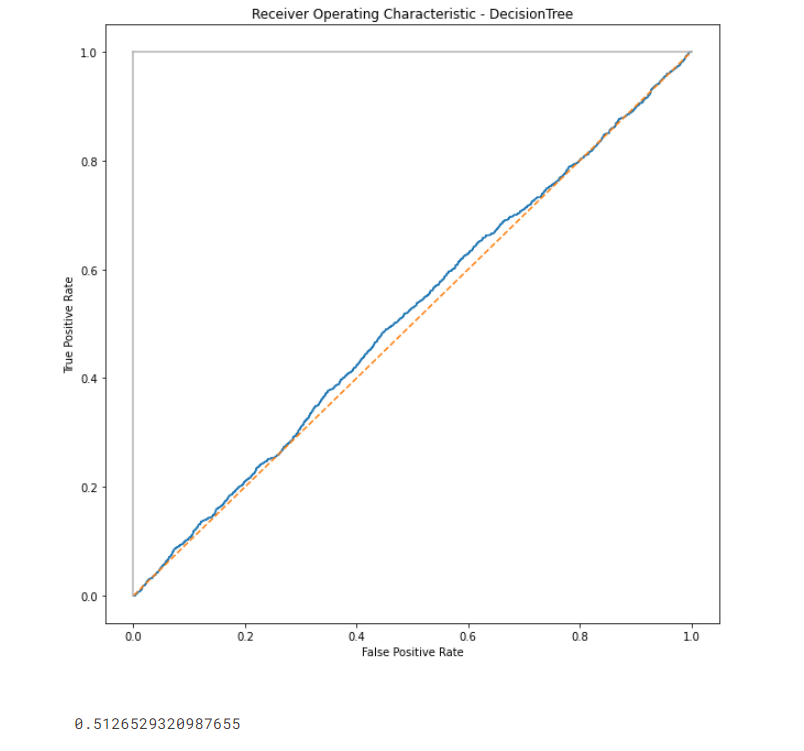 Receiver Operating Characteristic - DecisionTree
1.0
0.8
0.6
0.4
0.2
0.0
True Positive Rate
0.0 0.2 0.4 0.6 0.8 1.0
False Positive Rate
0.5126529320987655